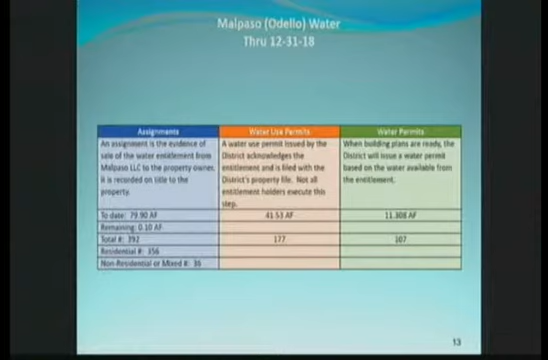 Malpaso (Odello) Water
Thru 12-31-18
Assignments
Water Use Permits
Water Permits
An assignment is the evidence of
sale of the water entitlement from
Malpaso LLC to the property owner.
It is recorded on title to the
property.
A water use permit issued by the
District acknowledges the
entitlement and is filed with the
District's property file. Not all
entitlement holders execute this
step.
When building plans are ready, the
District will issue a water permit
based on the water available from
the entitlement.
To date: 79.90 AF
41.53 AF
11.308 AF
Remaining: 0.10 AF
Total #: 392
177
107
Residential #: 356
Non-Residential or Mixed #: 36
13